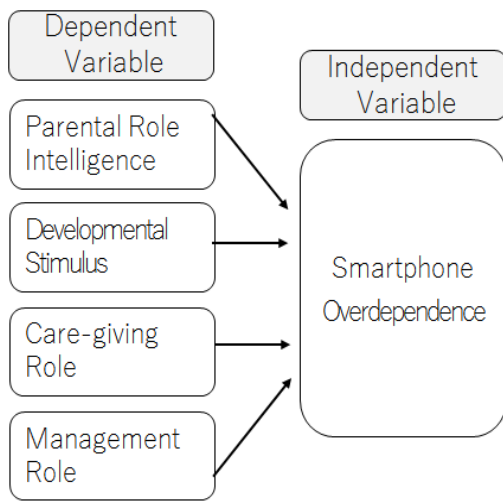 Dependent
Variable
Independent
Variable
Parental Role
Intelligence
Developmental
Stimulus
Care-giving
Role
Management
Role
Smartphone
Overdependence